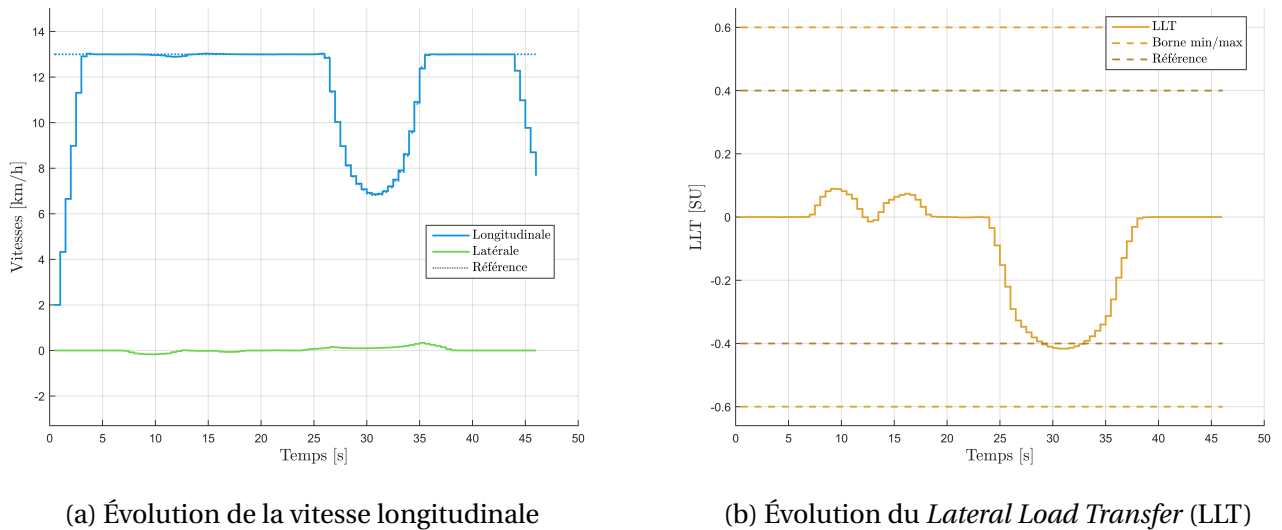 14
12
10
8
6
4
2
0
-2
0 5 10 15 20 25 30 35 40 45 50
Vitesses [km/h]
Temps [s]
Longitudinale
Latérale
Référence
(a) Évolution de la vitesse longitudinale
0.6
0.4
0.2
0
-0.2
-0.4
-0.6
0 5 10 15 20 25 30 35 40 45 50
LLT [SU]
Temps [s]
LLT
Borne min/max
Référence
(b) Évolution du Lateral Load Transfer (LLT)